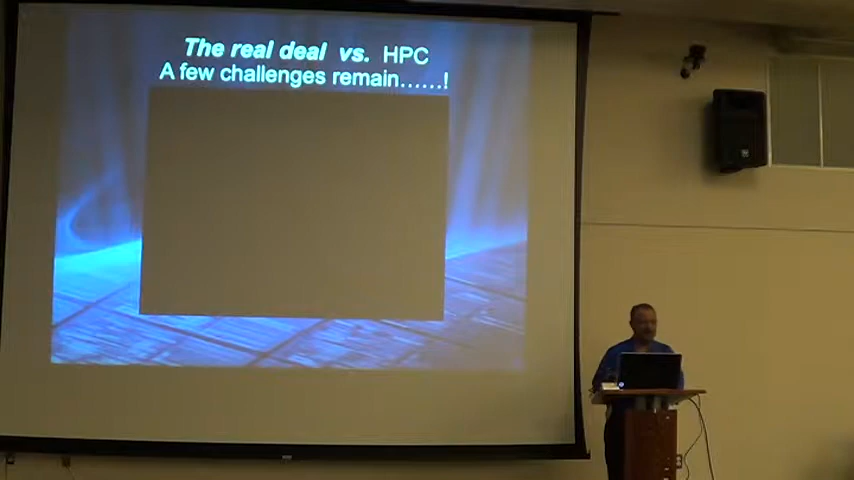 The real deal vs. HPC
A few challenges remain......!